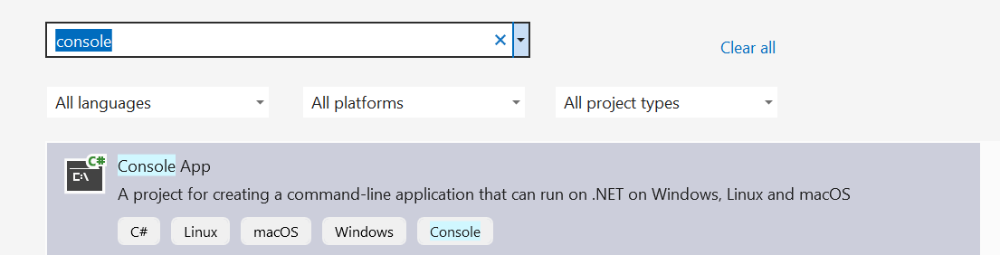 console
Clear all
All languages All platforms All project types
C#
C:\
Console App
A project for creating a command-line application that can run on .NET on Windows, Linux and macOS
C# Linux macOS Windows Console